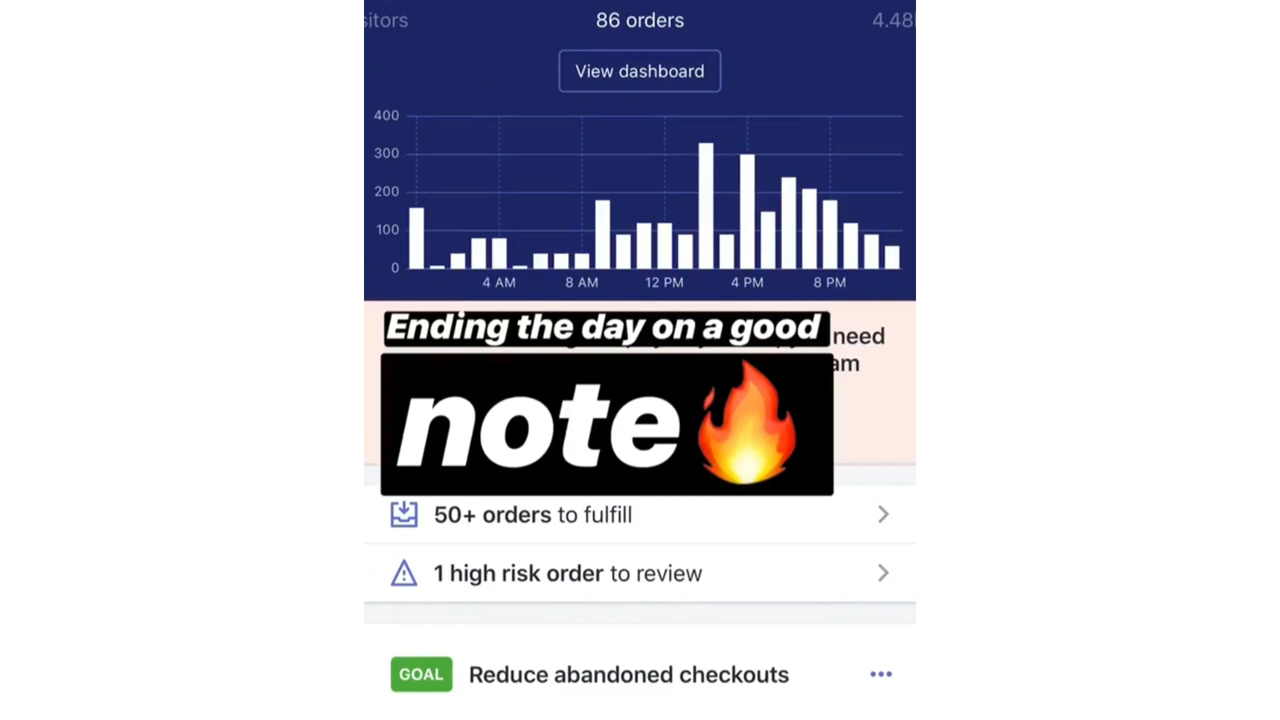 86 orders
View dashboard
400
300
200
100
0
4 AM
8 AM
12 PM
4 PM
8 PM
Ending the day on a good
need
note🔥
50+ orders to fulfill
1 high risk order to review
GOAL
Reduce abandoned checkouts